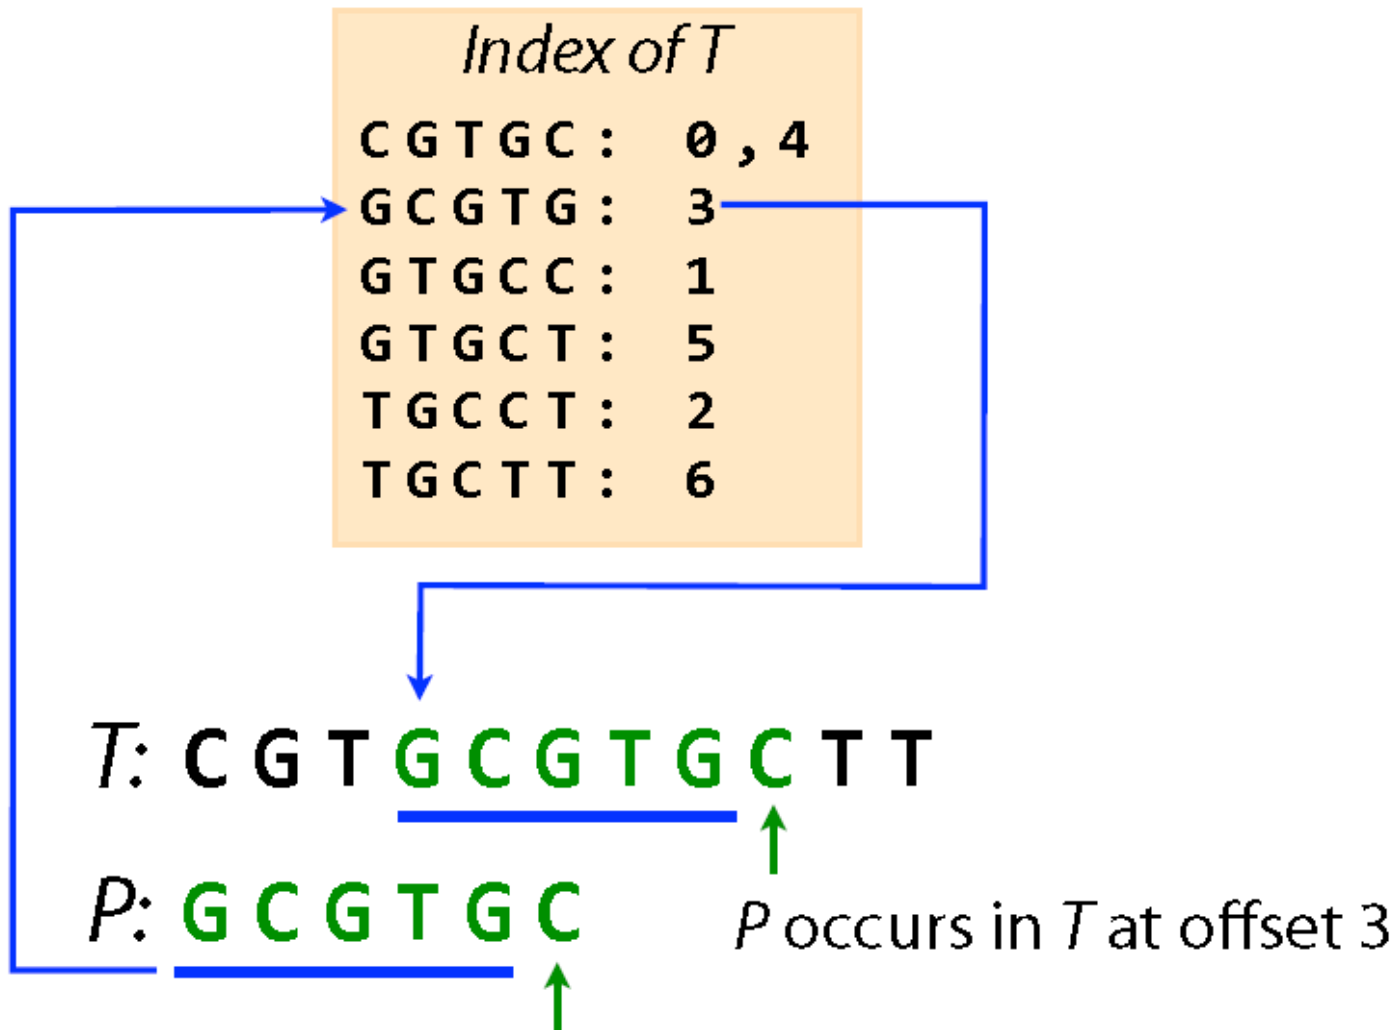 Index of T
CGTGC: 0,4
GCGTG: 3
GTGCC: 1
GTGCT: 5
TGCCT: 2
TGCTT: 6
T: CGTGCGTGCTT
P: GCGTGC
P occurs in T at offset 3